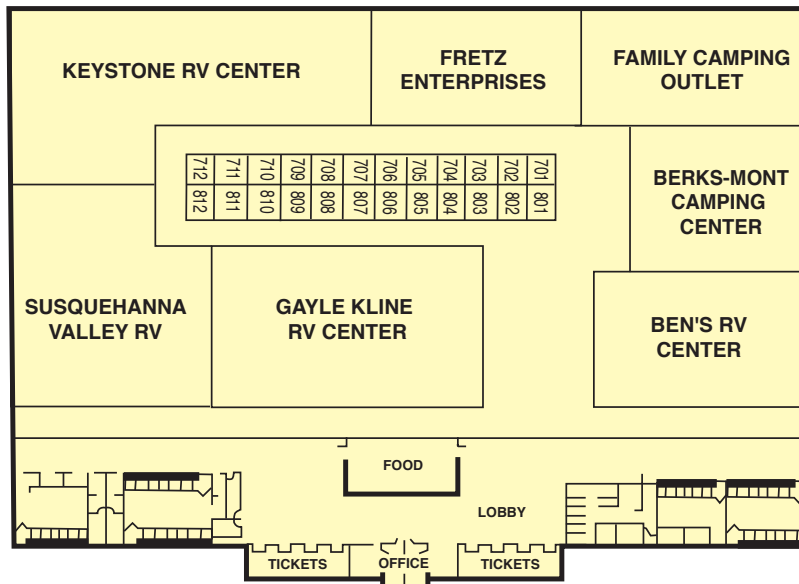 KEYSTONE RV CENTER
FRETZ
ENTERPRISES
FAMILY CAMPING
OUTLET
712 711 710 709 708 707 706 705 704 703 702 701
812 811 810 809 808 807 806 805 804 803 802 801
BERKS-MONT
CAMPING
CENTER
SUSQUEHANNA
VALLEY RV
GAYLE KLINE
RV CENTER
BEN'S RV
CENTER
FOOD
LOBBY
TICKETS
OFFICE
TICKETS